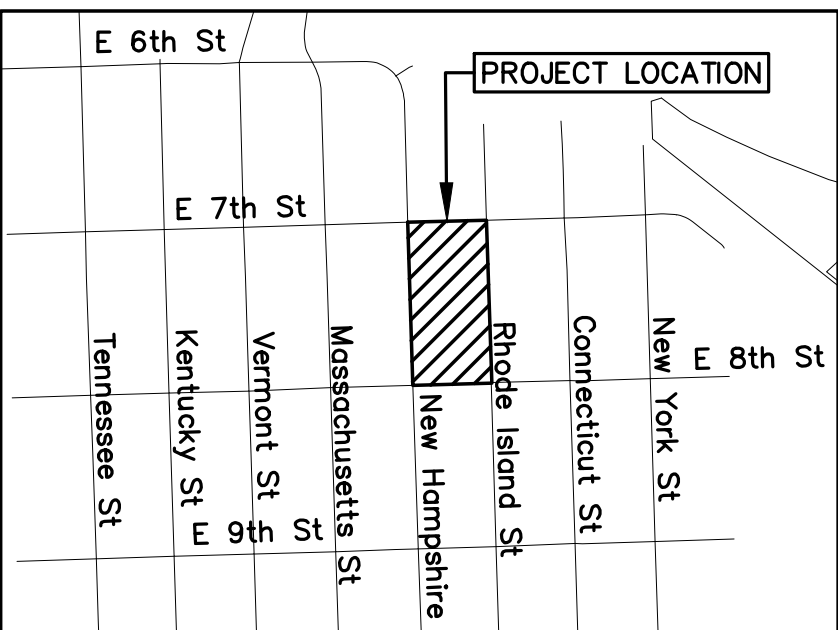 E 6th St
PROJECT LOCATION
E 7th St
Tennessee St
Kentucky St
Vermont St
Massachusetts St
New Hampshire
Rhode Island St
Connecticut St
New York St
E 8th St
E 9th St